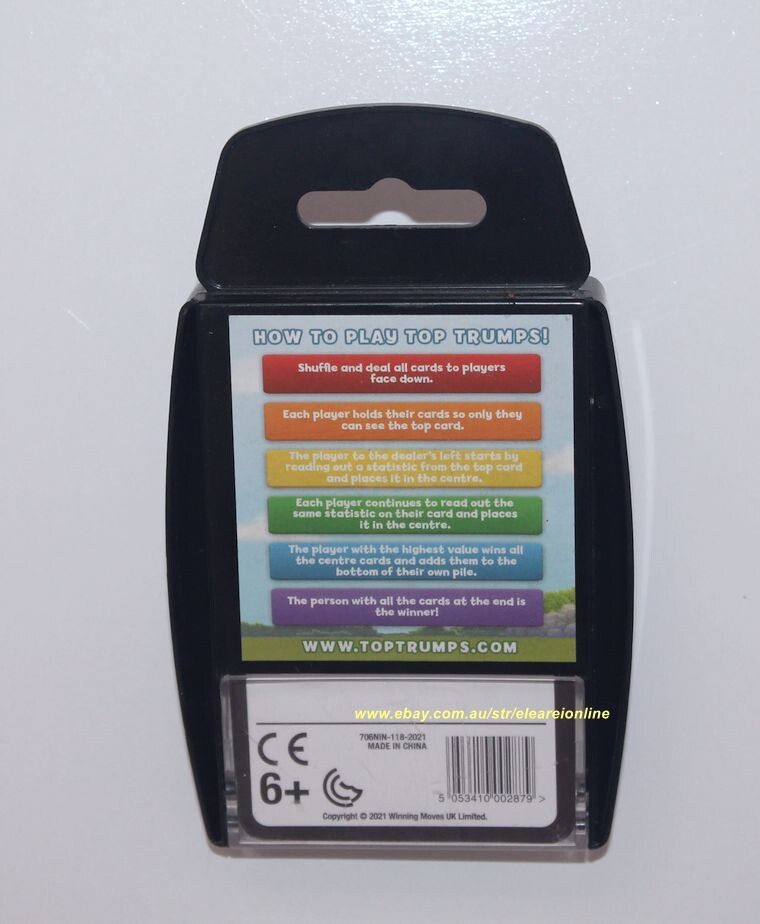 HOW TO PLAY TOP TRUMPS!
Shuffle and deal all cards to players
face down.
Each player holds their cards so only they
can see the top card.
The player to the dealer's left starts by
reading out a statistic from the top card
and places it in the centre.
Each player continues to read out the
same statistic on their card and places
it in the centre.
The player with the highest value wins all
the centre cards and adds them to the
bottom of their own pile.
The person with all the cards at the end is
the winner!
WWW.TOPTRUMPS.COM
www.ebay.com.au/str/eleareionline
CE
706NIN-118-2021
MADE IN CHINA
6+
5 053410 002879 >
Copyright © 2021 Winning Moves UK Limited.